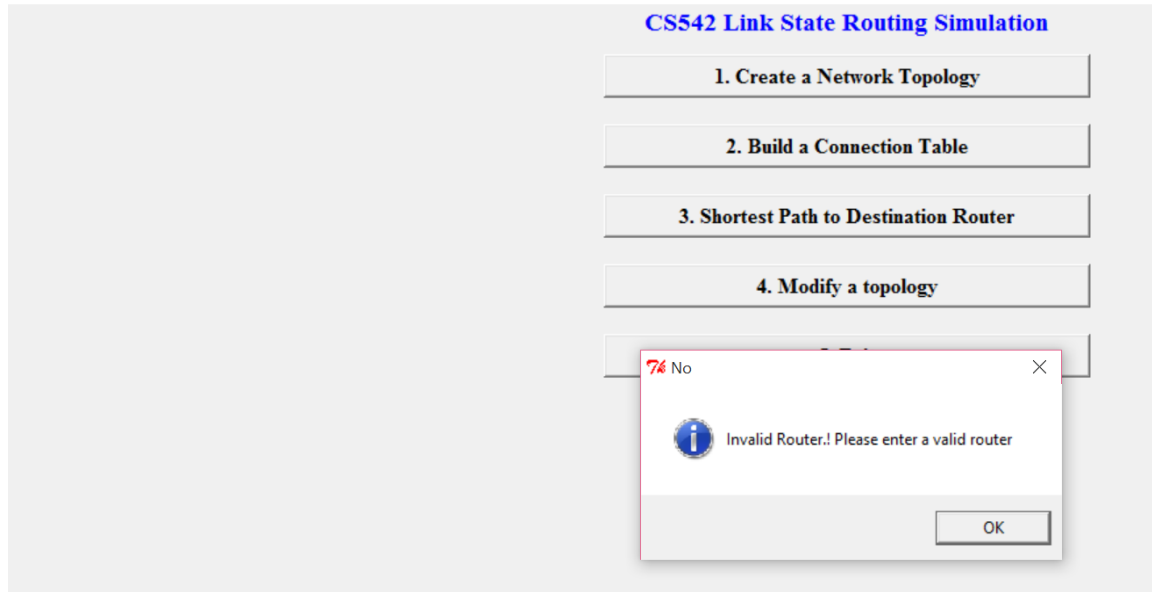 CS542 Link State Routing Simulation
1. Create a Network Topology
2. Build a Connection Table
3. Shortest Path to Destination Router
4. Modify a topology
No
Invalid Router.! Please enter a valid router
OK